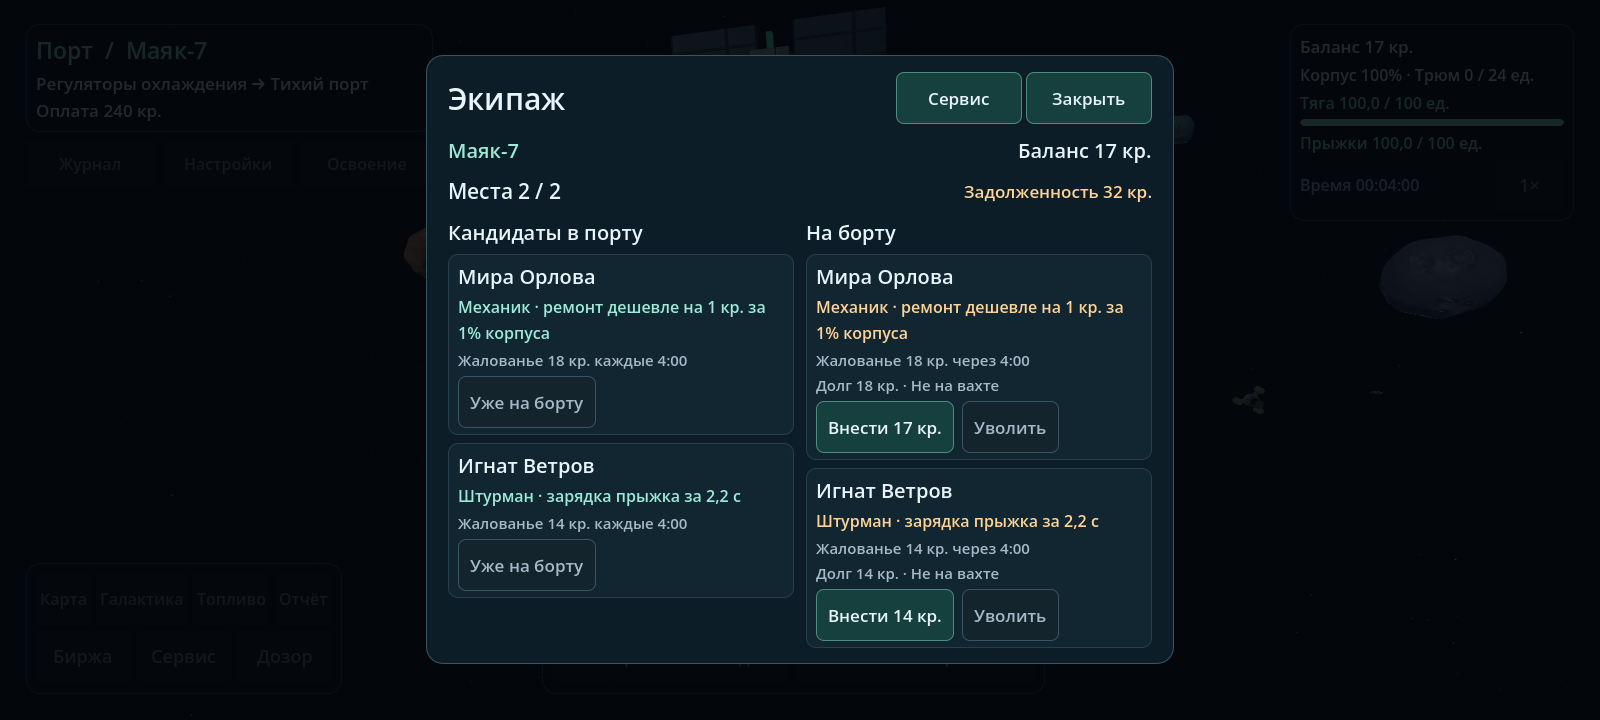 Порт / Маяк-7
Регуляторы охлаждения → Тихий порт
Оплата 240 кр.
Журнал
Настройки
Освоение
Баланс 17 кр.
Корпус 100% · Трюм 0 / 24 ед.
Тяга 100,0 / 100 ед.
Прыжки 100,0 / 100 ед.
Время 00:04:00
1×
Экипаж
Сервис
Закрыть
Маяк-7
Баланс 17 кр.
Места 2 / 2
Задолженность 32 кр.
Кандидаты в порту
Мира Орлова
Механик · ремонт дешевле на 1 кр. за
1% корпуса
Жалованье 18 кр. каждые 4:00
Уже на борту
Игнат Ветров
Штурман · зарядка прыжка за 2,2 с
Жалованье 14 кр. каждые 4:00
Уже на борту
На борту
Мира Орлова
Механик · ремонт дешевле на 1 кр. за
1% корпуса
Жалованье 18 кр. через 4:00
Долг 18 кр. · Не на вахте
Внести 17 кр.
Уволить
Игнат Ветров
Штурман · зарядка прыжка за 2,2 с
Жалованье 14 кр. через 4:00
Долг 14 кр. · Не на вахте
Внести 14 кр.
Уволить
Карта
Галактика
Топливо
Отчёт
Биржа
Сервис
Дозор